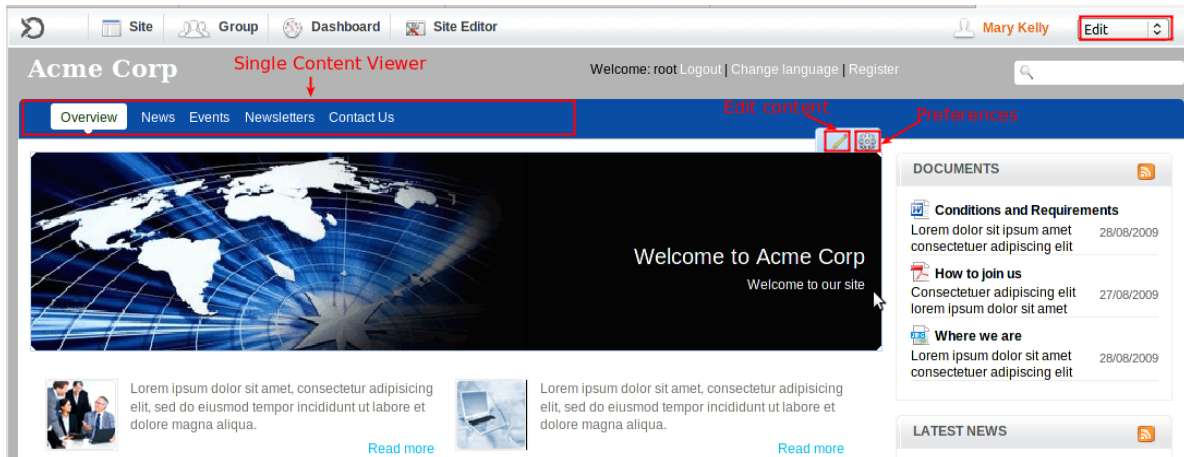 Site Group Dashboard Site Editor Mary Kelly Edit
Acme Corp Single Content Viewer Welcome: root Logout | Change language | Register
Edit content Preferences
Overview News Events Newsletters Contact Us
Welcome to Acme Corp
Welcome to our site
DOCUMENTS
Conditions and Requirements
Lorem dolor sit ipsum amet
consectetuer adipiscing elit
28/08/2009
How to join us
Consectetuer adipiscing elit
lorem ipsum dolor sit amet
27/08/2009
Where we are
Lorem ipsum dolor sit amet
consectetuer adipiscing elit
28/08/2009
Lorem ipsum dolor sit amet, consectetur adipisicing
elit, sed do eiusmod tempor incididunt ut labore et
dolore magna aliqua.
Read more
Lorem ipsum dolor sit amet, consectetur adipisicing
elit, sed do eiusmod tempor incididunt ut labore et
dolore magna aliqua.
Read more
LATEST NEWS